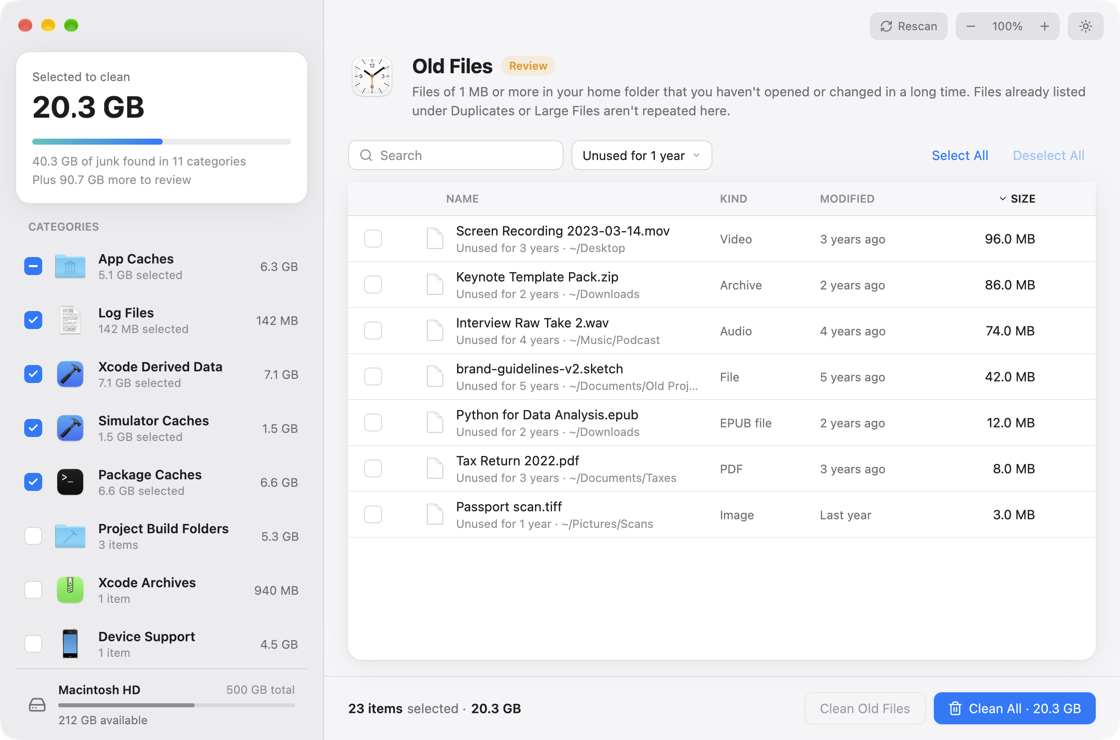 Rescan
100%
Selected to clean
20.3 GB
40.3 GB of junk found in 11 categories
Plus 90.7 GB more to review
CATEGORIES
App Caches
5.1 GB selected
6.3 GB
Log Files
142 MB selected
142 MB
Xcode Derived Data
7.1 GB selected
7.1 GB
Simulator Caches
1.5 GB selected
1.5 GB
Package Caches
6.6 GB selected
6.6 GB
Project Build Folders
3 items
5.3 GB
Xcode Archives
1 item
940 MB
Device Support
1 item
4.5 GB
Macintosh HD
500 GB total
212 GB available
Old Files
Review
Files of 1 MB or more in your home folder that you haven't opened or changed in a long time. Files already listed
under Duplicates or Large Files aren't repeated here.
Search
Unused for 1 year
Select All
Deselect All
NAME KIND MODIFIED SIZE
Screen Recording 2023-03-14.mov
Unused for 3 years · ~/Desktop
Video 3 years ago 96.0 MB
Keynote Template Pack.zip
Unused for 2 years · ~/Downloads
Archive 2 years ago 86.0 MB
Interview Raw Take 2.wav
Unused for 4 years · ~/Music/Podcast
Audio 4 years ago 74.0 MB
brand-guidelines-v2.sketch
Unused for 5 years · ~/Documents/Old Proj...
File 5 years ago 42.0 MB
Python for Data Analysis.epub
Unused for 2 years · ~/Downloads
EPUB file 2 years ago 12.0 MB
Tax Return 2022.pdf
Unused for 3 years · ~/Documents/Taxes
PDF 3 years ago 8.0 MB
Passport scan.tiff
Unused for 1 year · ~/Pictures/Scans
Image Last year 3.0 MB
23 items selected · 20.3 GB
Clean Old Files
Clean All · 20.3 GB